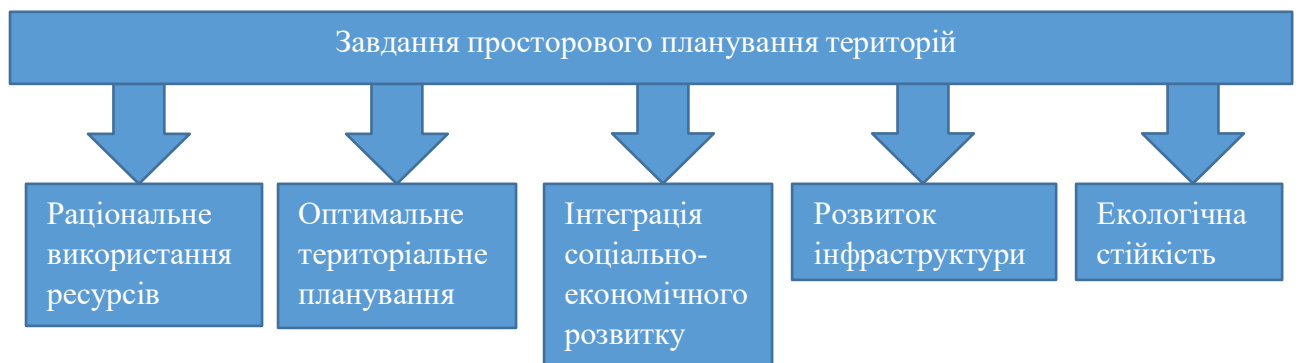 Завдання просторового планування територій
Раціональне
використання
ресурсів
Оптимальне
територіальне
планування
Інтеграція
соціально-
економічного
розвитку
Розвиток
інфраструктури
Екологічна
стійкість